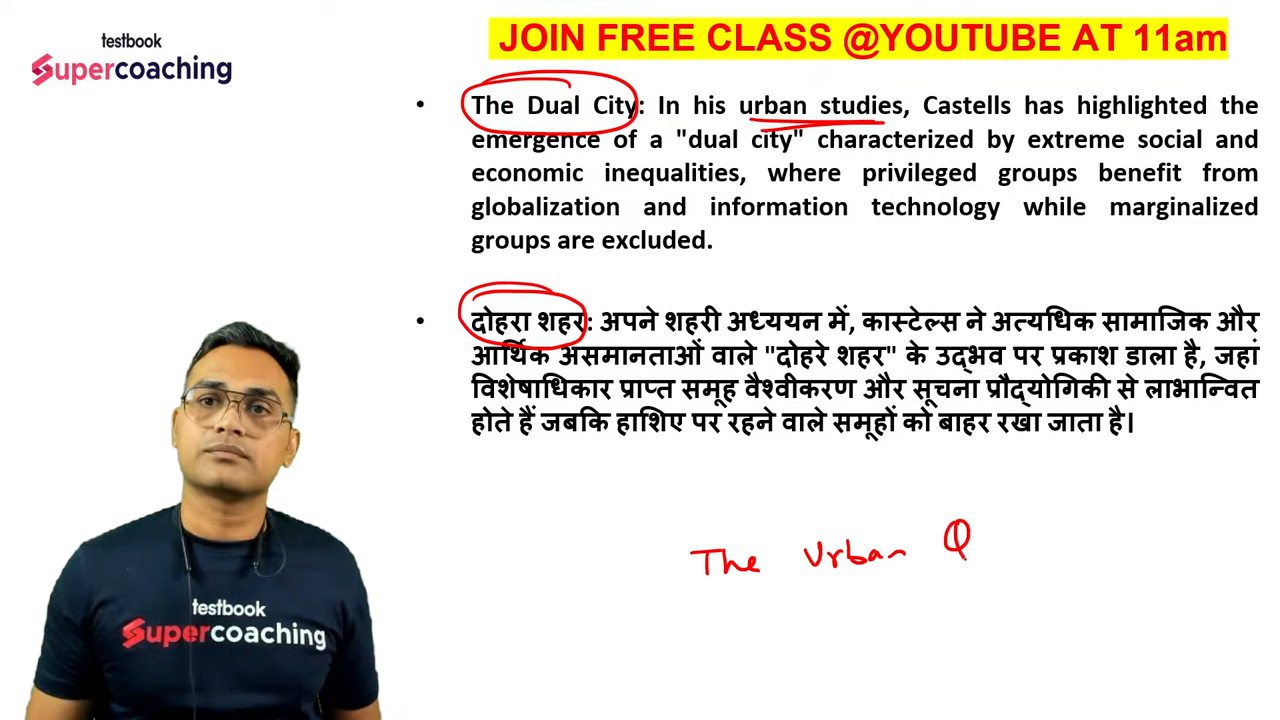 testbook
Supercoaching
JOIN FREE CLASS @YOUTUBE AT 11am
• The Dual City: In his urban studies, Castells has highlighted the
emergence of a "dual city" characterized by extreme social and
economic inequalities, where privileged groups benefit from
globalization and information technology while marginalized
groups are excluded.
• दोहरा शहर: अपने शहरी अध्ययन में, कास्टेल्स ने अत्यधिक सामाजिक और
आर्थिक असमानताओं वाले "दोहरे शहर" के उद्भव पर प्रकाश डाला है, जहां
विशेषाधिकार प्राप्त समूह वैश्वीकरण और सूचना प्रौद्योगिकी से लाभान्वित
होते हैं जबकि हाशिए पर रहने वाले समूहों को बाहर रखा जाता है।
The Urban Q
testbook
Supercoaching